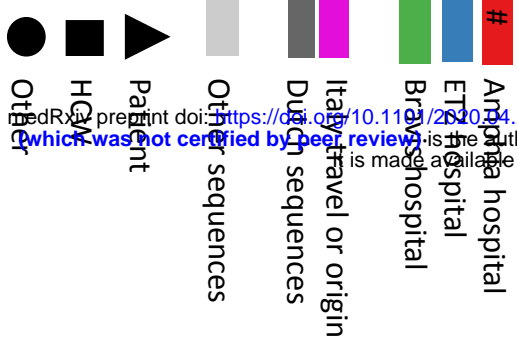 # Amphia hospital
ETZ hospital
Bravis hospital
Italy travel or origin
Dutch sequences
Other sequences
Patient
HCW
Other
medRxiv preprint doi: https://doi.org/10.1101/2020.04.
(which was not certified by peer review) is the
It is made available